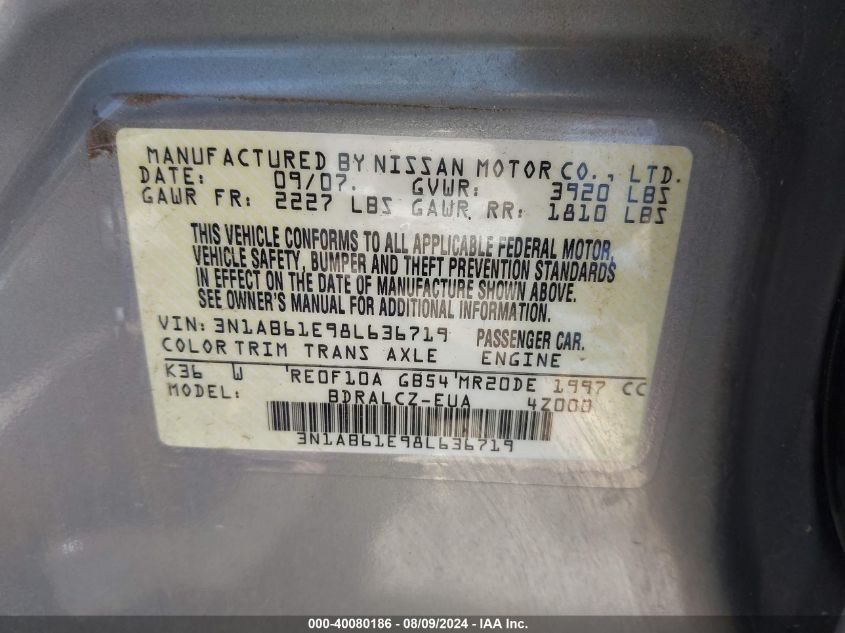 MANUFACTURED BY NISSAN MOTOR CO., LTD.
DATE: 09/07. GVWR: 3920 LBS
GAWR FR: 2227 LBS GAWR RR: 1810 LBS
THIS VEHICLE CONFORMS TO ALL APPLICABLE FEDERAL MOTOR
VEHICLE SAFETY, BUMPER AND THEFT PREVENTION STANDARDS
IN EFFECT ON THE DATE OF MANUFACTURE SHOWN ABOVE.
SEE OWNER'S MANUAL FOR ADDITIONAL INFORMATION.
VIN: 3N1AB61E98L636719 PASSENGER CAR.
COLOR TRIM TRANS AXLE ENGINE
K36 W RE0F10A GB54 MR20DE 1997 CC
MODEL: BDRALCZ-EUA 4Z000
3N1AB61E98L636719
000-40080186 - 08/09/2024 - IAA Inc.